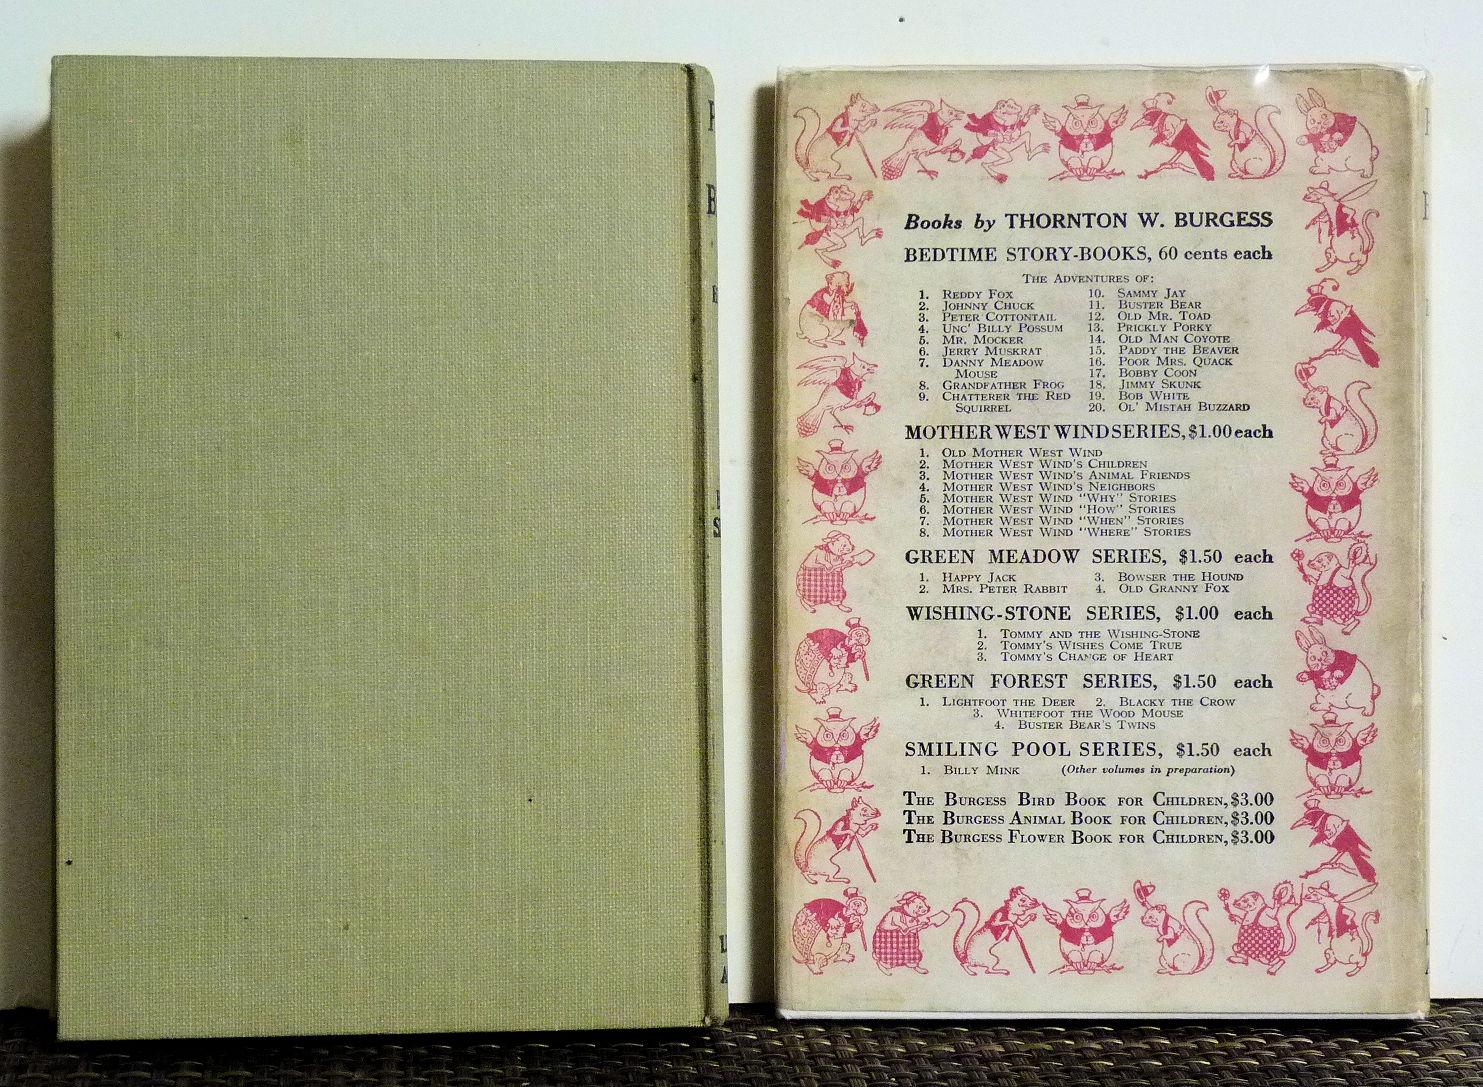 Books by THORNTON W. BURGESS
BEDTIME STORY-BOOKS, 60 cents each
THE ADVENTURES OF:
1. REDDY FOX
2. JOHNNY CHUCK
3. PETER COTTONTAIL
4. UNC' BILLY POSSUM
5. MR. MOCKER
6. JERRY MUSKRAT
7. DANNY MEADOW
MOUSE
8. GRANDFATHER FROG
9. CHATTERER THE RED
SQUIRREL
10. SAMMY JAY
11. BUSTER BEAR
12. OLD MR. TOAD
13. PRICKLY PORKY
14. OLD MAN COYOTE
15. PADDY THE BEAVER
16. POOR MRS. QUACK
17. BOBBY COON
18. JIMMY SKUNK
19. BOB WHITE
20. OL' MISTAH BUZZARD
MOTHER WEST WIND SERIES, $1.00 each
1. OLD MOTHER WEST WIND
2. MOTHER WEST WIND'S CHILDREN
3. MOTHER WEST WIND'S ANIMAL FRIENDS
4. MOTHER WEST WIND'S NEIGHBORS
5. MOTHER WEST WIND "WHY" STORIES
6. MOTHER WEST WIND "HOW" STORIES
7. MOTHER WEST WIND "WHEN" STORIES
8. MOTHER WEST WIND "WHERE" STORIES
GREEN MEADOW SERIES, $1.50 each
1. HAPPY JACK
2. MRS. PETER RABBIT
3. BOWSER THE HOUND
4. OLD GRANNY FOX
WISHING-STONE SERIES, $1.00 each
1. TOMMY AND THE WISHING-STONE
2. TOMMY'S WISHES COME TRUE
3. TOMMY'S CHANGE OF HEART
GREEN FOREST SERIES, $1.50 each
1. LIGHTFOOT THE DEER 2. BLACKY THE CROW
3. WHITEFOOT THE WOOD MOUSE
4. BUSTER BEAR'S TWINS
SMILING POOL SERIES, $1.50 each
1. BILLY MINK (Other volumes in preparation)
THE BURGESS BIRD BOOK FOR CHILDREN, $3.00
THE BURGESS ANIMAL BOOK FOR CHILDREN, $3.00
THE BURGESS FLOWER BOOK FOR CHILDREN, $3.00